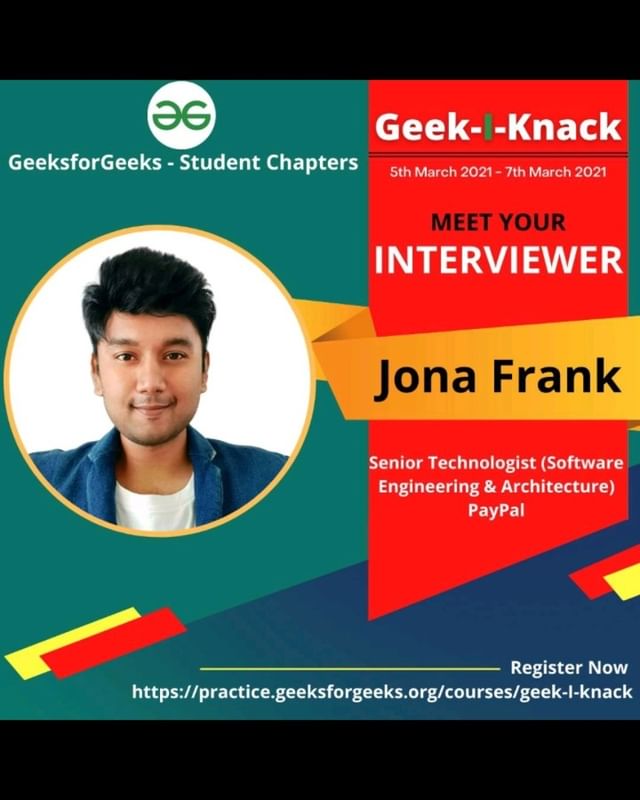 GeeksforGeeks - Student Chapters
Geek-I-Knack
5th March 2021 - 7th March 2021
MEET YOUR
INTERVIEWER
Jona Frank
Senior Technologist (Software
Engineering & Architecture)
PayPal
Register Now
https://practice.geeksforgeeks.org/courses/geek-I-knack